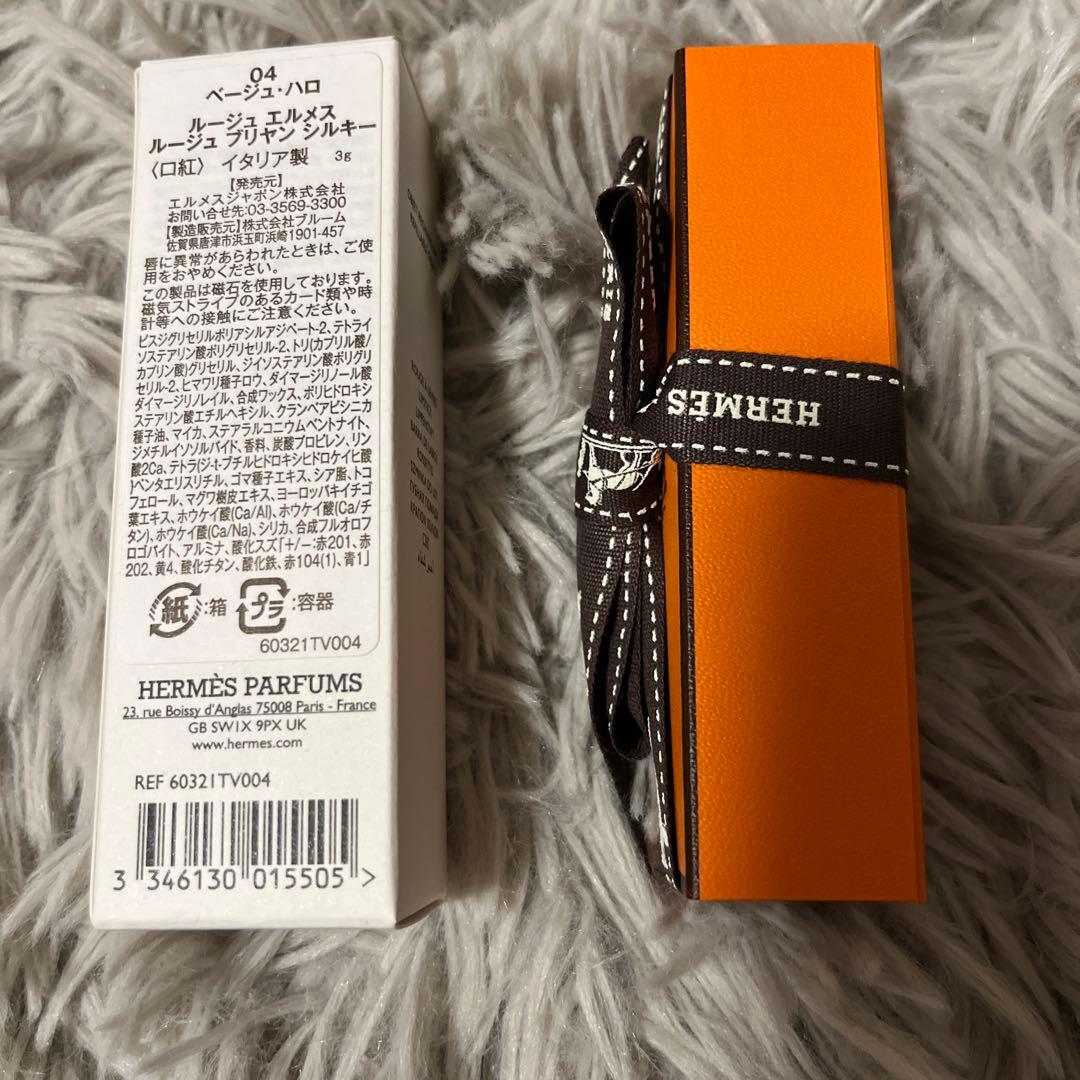 04
ベージュ・ハロ
ルージュ エルメス
ルージュ ブリヤン シルキー
〈口紅〉 イタリア製 3g
【発売元】
エルメスジャポン株式会社
お問い合せ先:03-3569-3300
【製造販売元】株式会社ブルーム
佐賀県唐津市浜玉町浜崎1901-457
唇に異常があらわれたときは、ご使
用をおやめください。
この製品は磁石を使用しております。
磁気ストライプのあるカード類や時
計等への接触にご注意ください。
ビスジグリセリルポリアシルアジペート-2、テトライ
ソステアリン酸ポリグリセリル-2、トリ(カプリル酸/
カプリン酸)グリセリル、ジイソステアリン酸ポリグリ
セリル-2、ヒマワリ種子ロウ、ダイマージリノール酸
ダイマージリノレイル、合成ワックス、ポリヒドロキシ
ステアリン酸エチルヘキシル、クランベアビシニカ
種子油、マイカ、ステアラルコニウムベントナイト、
ジメチルイソソルバイド、香料、炭酸プロピレン、リン
酸2Ca、テトラ(ジ-t-ブチルヒドロキシヒドロケイヒ酸
)ペンタエリスリチル、ゴマ種子エキス、シア脂、トコ
フェロール、マグワ樹皮エキス、ヨーロッパキイチゴ
葉エキス、ホウケイ酸(Ca/Al)、ホウケイ酸(Ca/チ
タン)、ホウケイ酸(Ca/Na)、シリカ、合成フルオロフ
ロゴパイト、アルミナ、酸化スズ「+/-:赤201、赤
202、黄4、酸化チタン、酸化鉄、赤104(1)、青1」
紙:箱 プラ:容器
60321TV004
HERMÈS PARFUMS
23, rue Boissy d'Anglas 75008 Paris - France
GB SW1X 9PX UK
www.hermes.com
REF 60321TV004
3 346130 015505 >
HERMÈS